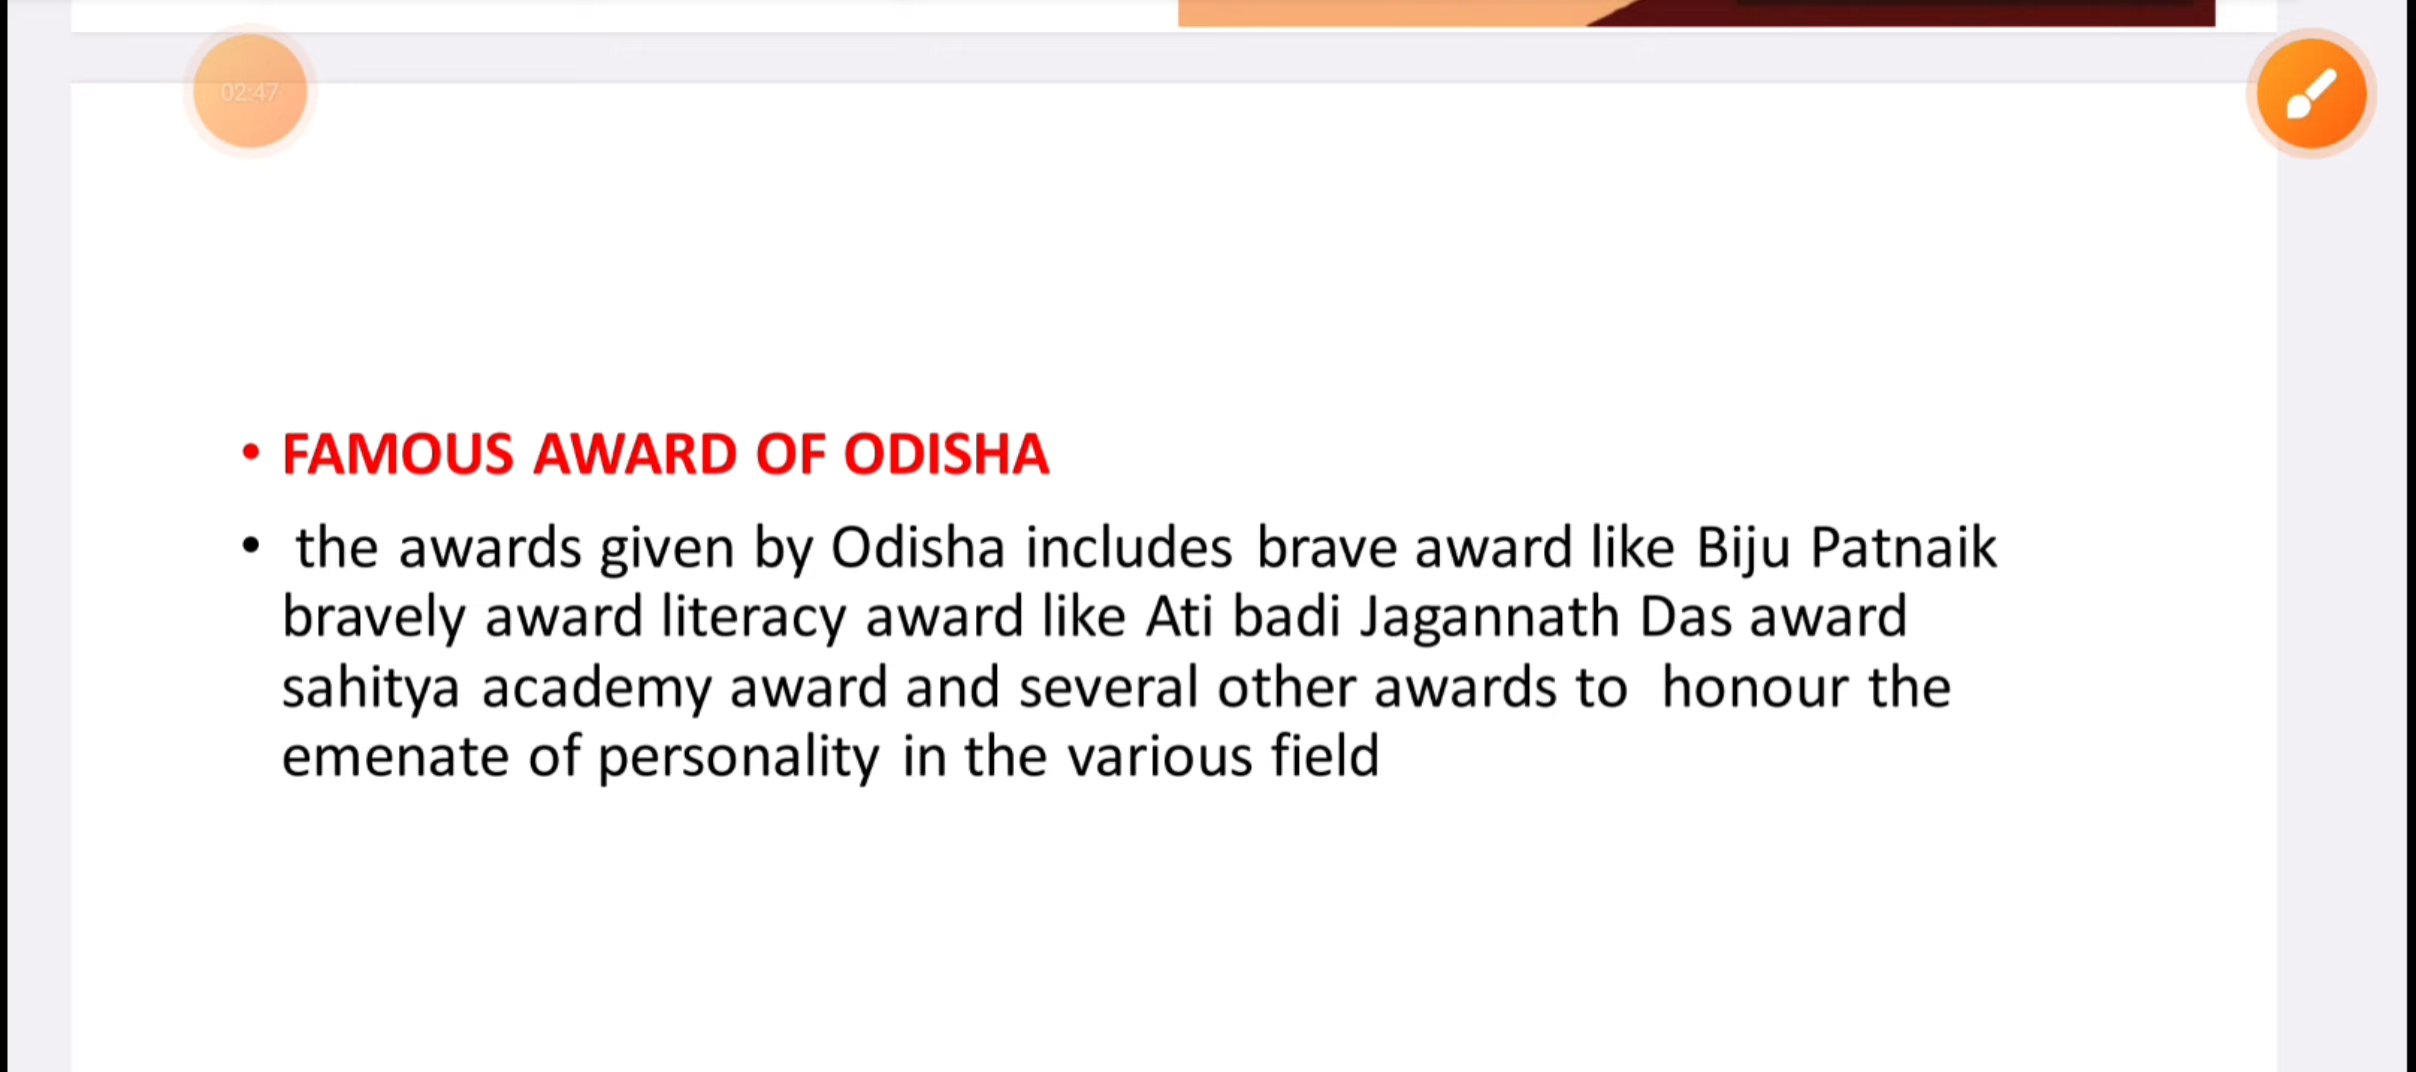 02:47
• FAMOUS AWARD OF ODISHA
• the awards given by Odisha includes brave award like Biju Patnaik
bravely award literacy award like Ati badi Jagannath Das award
sahitya academy award and several other awards to honour the
emenate of personality in the various field